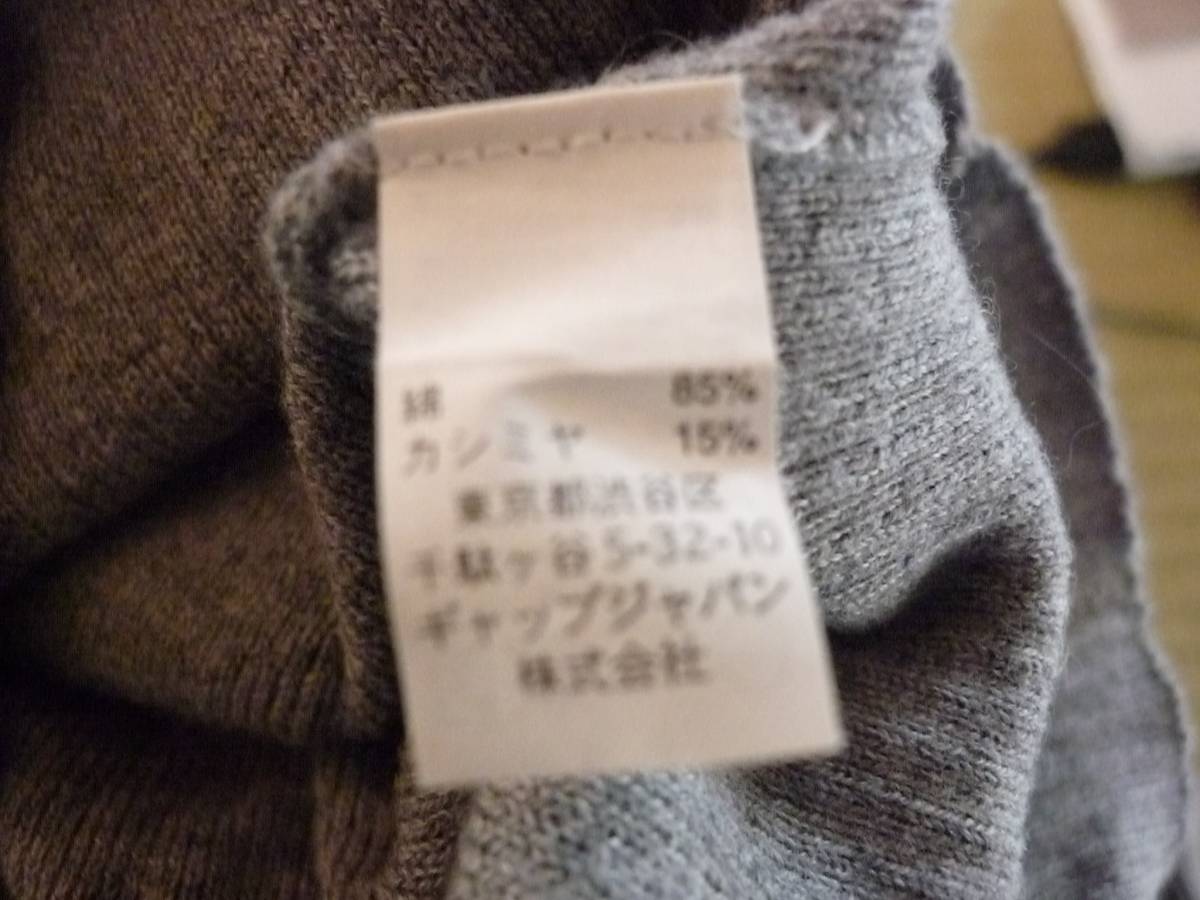 綿 85%
カシミヤ 15%
東京都渋谷区
千駄ヶ谷5-32-10
ギャップジャパン
株式会社